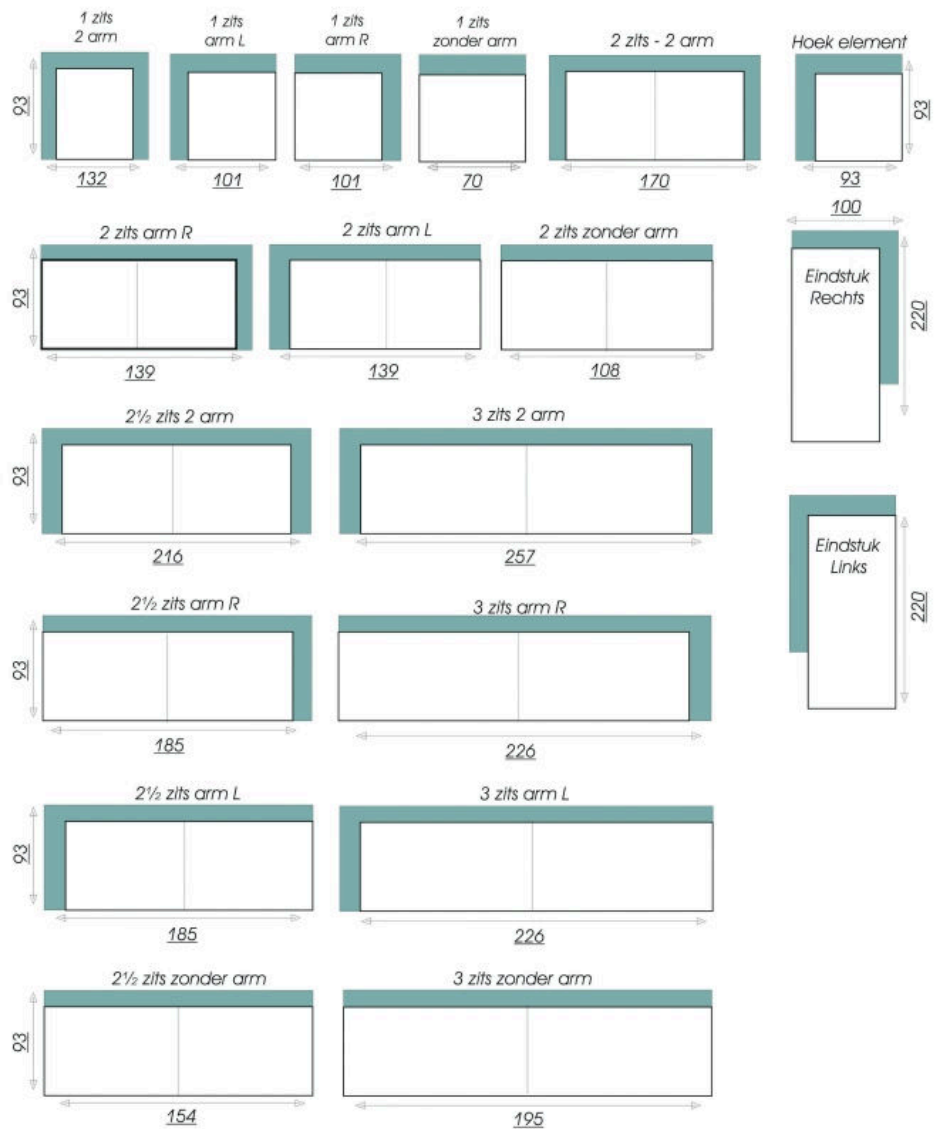 1 zits
2 arm
1 zits
arm L
1 zits
arm R
1 zits
zonder arm
2 zits - 2 arm
Hoek element
93
93
132
101
101
70
170
93
100
2 zits arm R
2 zits arm L
2 zits zonder arm
93
139
139
108
Eindstuk
Rechts
220
2½ zits 2 arm
3 zits 2 arm
93
216
257
Eindstuk
Links
220
2½ zits arm R
3 zits arm R
93
185
226
2½ zits arm L
3 zits arm L
93
185
226
2½ zits zonder arm
3 zits zonder arm
93
154
195